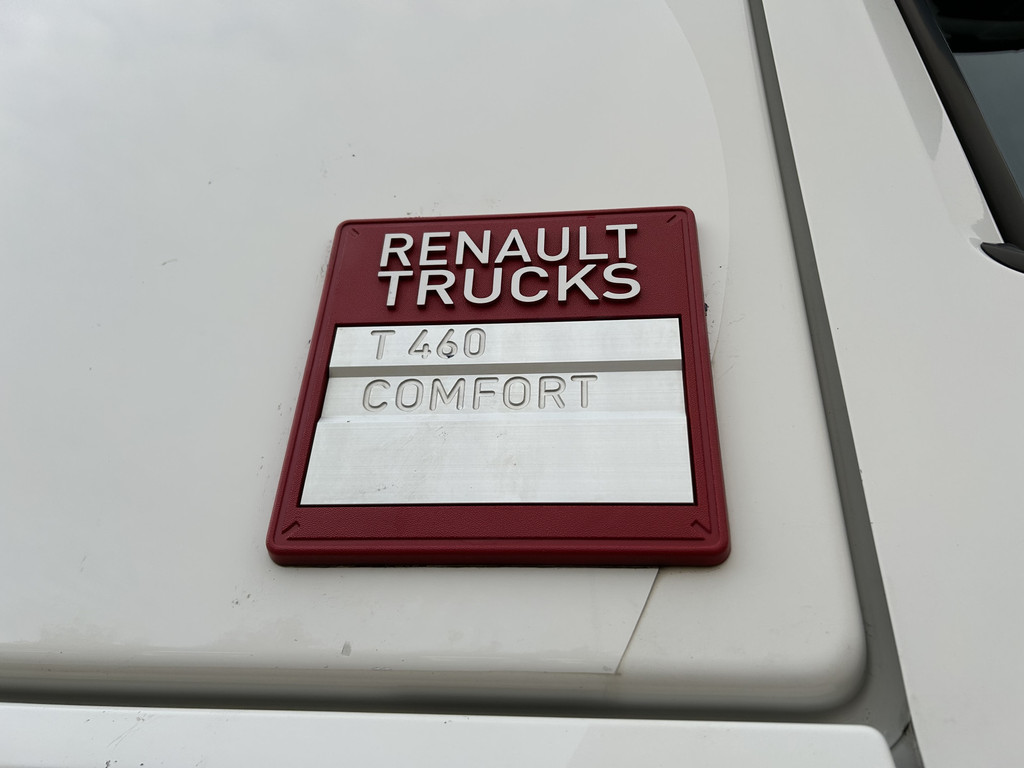 RENAULT
TRUCKS
T 460
COMFORT